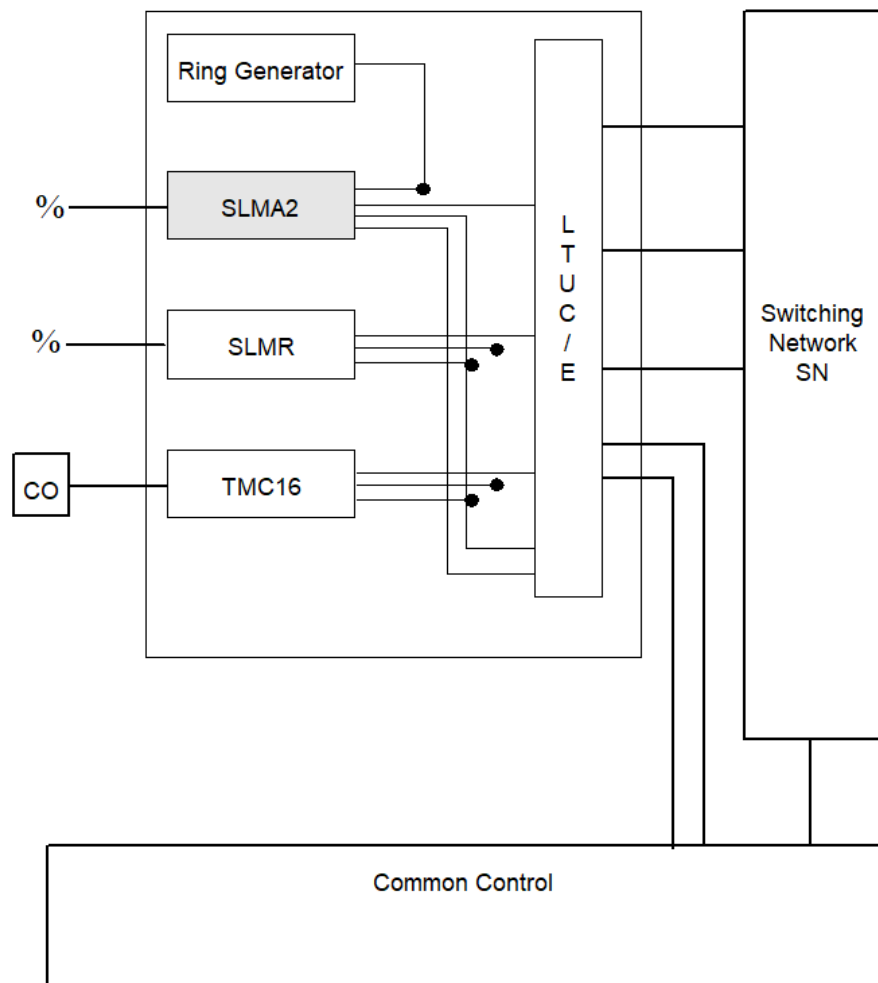 Ring Generator
%
SLMA2
L
T
U
C
/
E
Switching
Network
SN
%
SLMR
CO
TMC16
Common Control